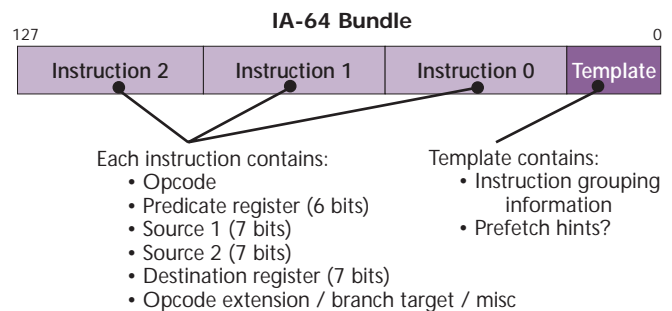 IA-64 Bundle
127 0
Instruction 2 Instruction 1 Instruction 0 Template
Each instruction contains:
• Opcode
• Predicate register (6 bits)
• Source 1 (7 bits)
• Source 2 (7 bits)
• Destination register (7 bits)
• Opcode extension / branch target / misc
Template contains:
• Instruction grouping
information
• Prefetch hints?